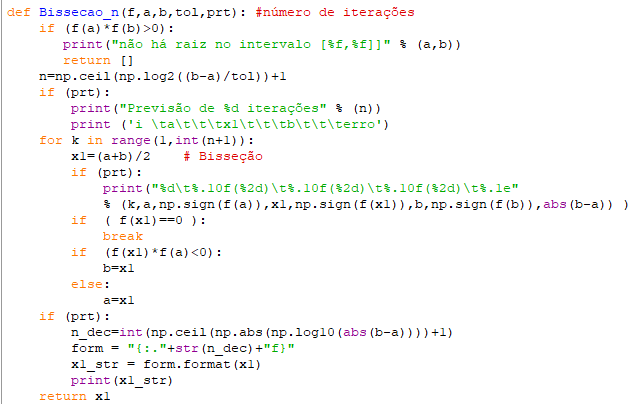 def Bissecao_n(f,a,b,tol,prt): #número de iterações
    if (f(a)*f(b)>0):
       print("não há raiz no intervalo [%f,%f]]" % (a,b))
       return []
    n=np.ceil(np.log2((b-a)/tol))+1
    if (prt):
        print("Previsão de %d iterações" % (n))
        print ('i \ta\t\t\tx1\t\t\tb\t\t\terro')
    for k in range(1,int(n+1)):
        x1=(a+b)/2    # Bisseção
        if (prt):
            print("%d\t%.10f(%2d)\t%.10f(%2d)\t%.10f(%2d)\t%.1e"
            % (k,a,np.sign(f(a)),x1,np.sign(f(x1)),b,np.sign(f(b)),abs(b-a)) )
        if  ( f(x1)==0 ):
            break
        if  (f(x1)*f(a)<0):
            b=x1
        else:
            a=x1
    if (prt):
        n_dec=int(np.ceil(np.abs(np.log10(abs(b-a))))+1)
        form = "{:."+str(n_dec)+"f}"
        x1_str = form.format(x1)
        print(x1_str)
    return x1